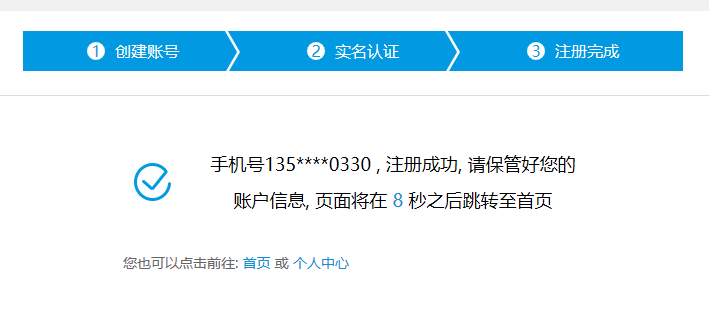 1 创建账号 2 实名认证 3 注册完成
手机号135****0330 , 注册成功, 请保管好您的
账户信息, 页面将在 8 秒之后跳转至首页
您也可以点击前往: 首页 或 个人中心